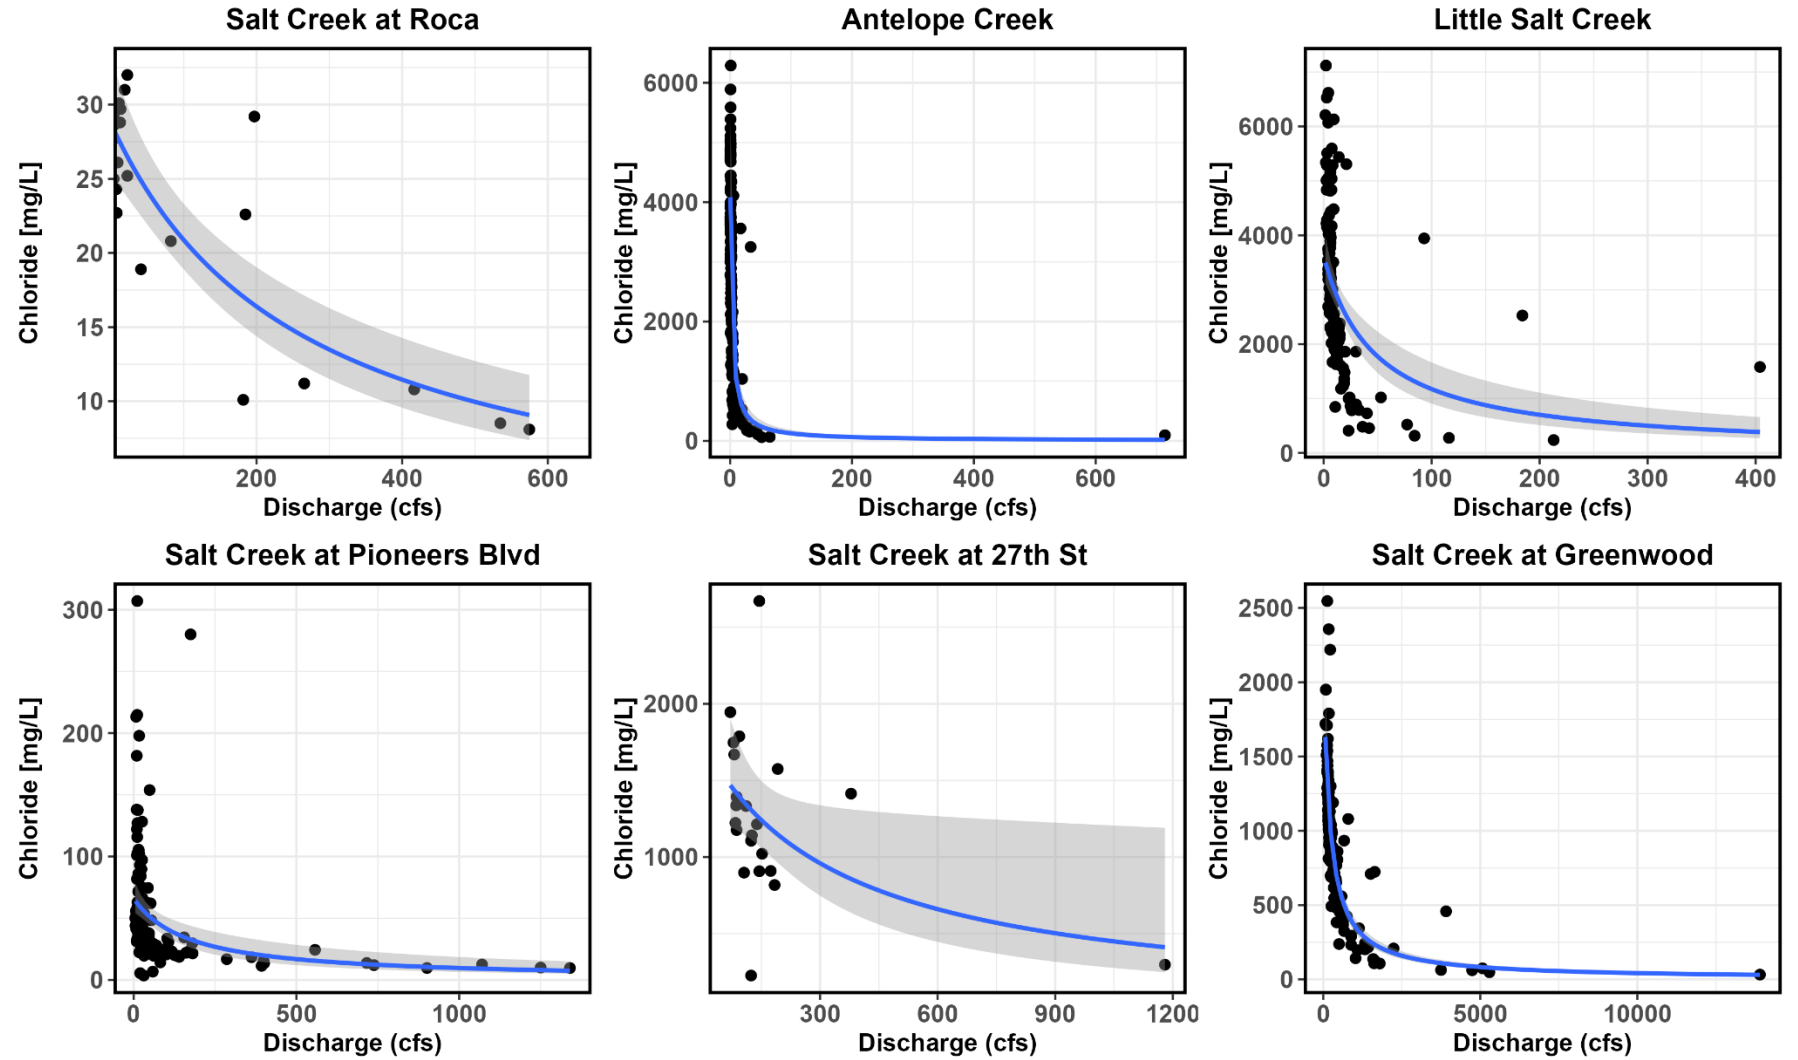 Salt Creek at Roca
Antelope Creek
Little Salt Creek
Chloride [mg/L]
30
25
20
15
10
200
400
600
Discharge (cfs)
Chloride [mg/L]
6000
4000
2000
0
0
200
400
600
Discharge (cfs)
Chloride [mg/L]
6000
4000
2000
0
0
100
200
300
400
Discharge (cfs)
Salt Creek at Pioneers Blvd
Salt Creek at 27th St
Salt Creek at Greenwood
Chloride [mg/L]
300
200
100
0
0
500
1000
Discharge (cfs)
Chloride [mg/L]
2000
1000
300
600
900
1200
Discharge (cfs)
Chloride [mg/L]
2500
2000
1500
1000
500
0
0
5000
10000
Discharge (cfs)